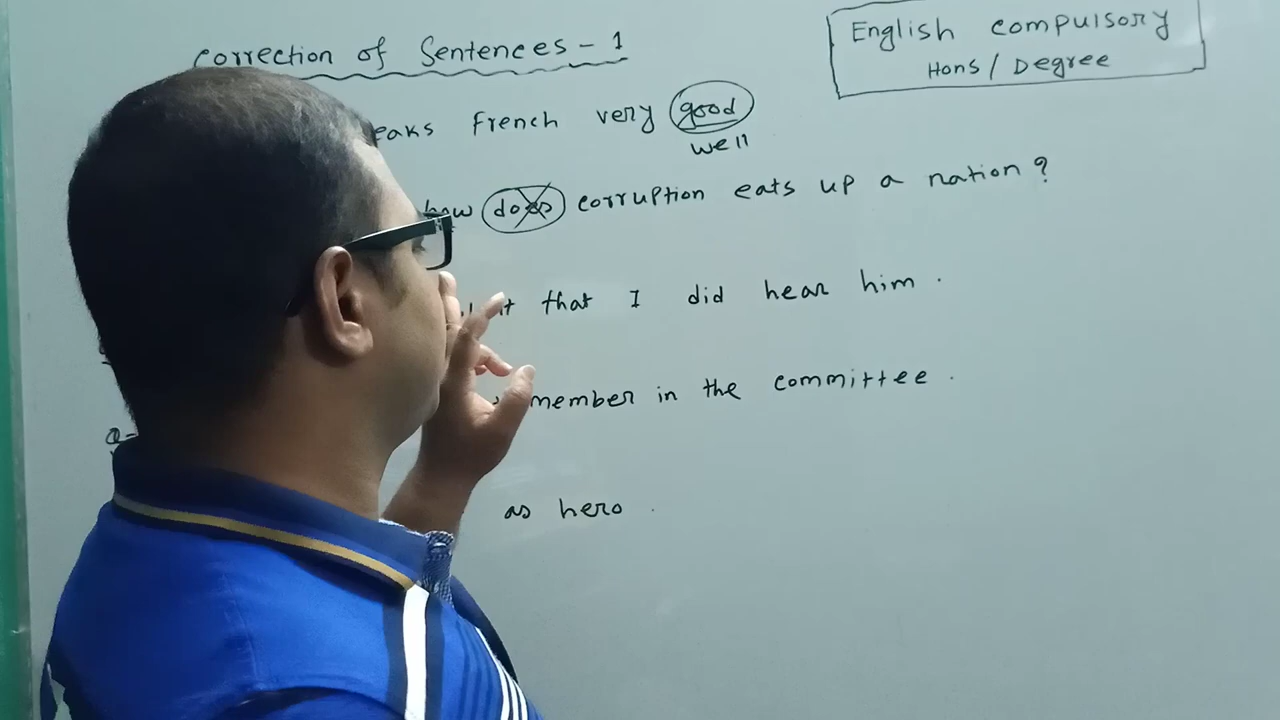 Correction of Sentences - 1
English compulsory
Hons / Degree
eaks French very good
well
how does corruption eats up a nation?
that I did hear him.
member in the committee.
Q-
as hero.